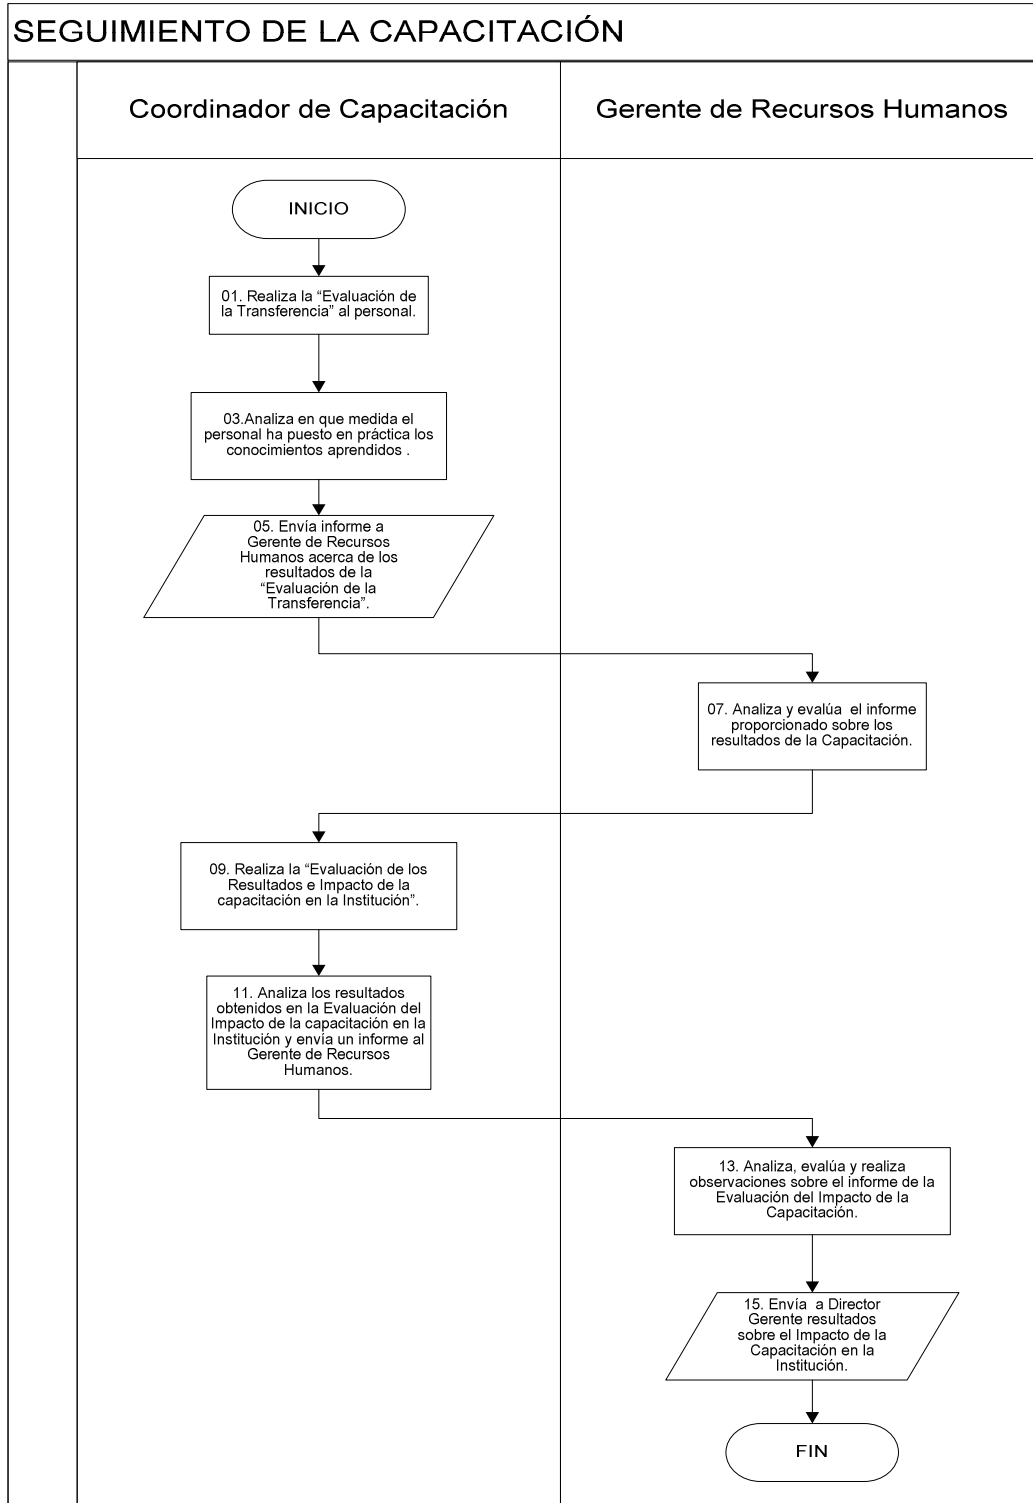 SEGUIMIENTO DE LA CAPACITACIÓN
Coordinador de Capacitación
Gerente de Recursos Humanos
INICIO
01. Realiza la “Evaluación de
la Transferencia” al personal.
03.Analiza en que medida el
personal ha puesto en práctica los
conocimientos aprendidos .
05. Envía informe a
Gerente de Recursos
Humanos acerca de los
resultados de la
“Evaluación de la
Transferencia”.
07. Analiza y evalúa el informe
proporcionado sobre los
resultados de la Capacitación.
09. Realiza la “Evaluación de los
Resultados e Impacto de la
capacitación en la Institución”.
11. Analiza los resultados
obtenidos en la Evaluación del
Impacto de la capacitación en la
Institución y envía un informe al
Gerente de Recursos
Humanos.
13. Analiza, evalúa y realiza
observaciones sobre el informe de la
Evaluación del Impacto de la
Capacitación.
15. Envía a Director
Gerente resultados
sobre el Impacto de la
Capacitación en la
Institución.
FIN